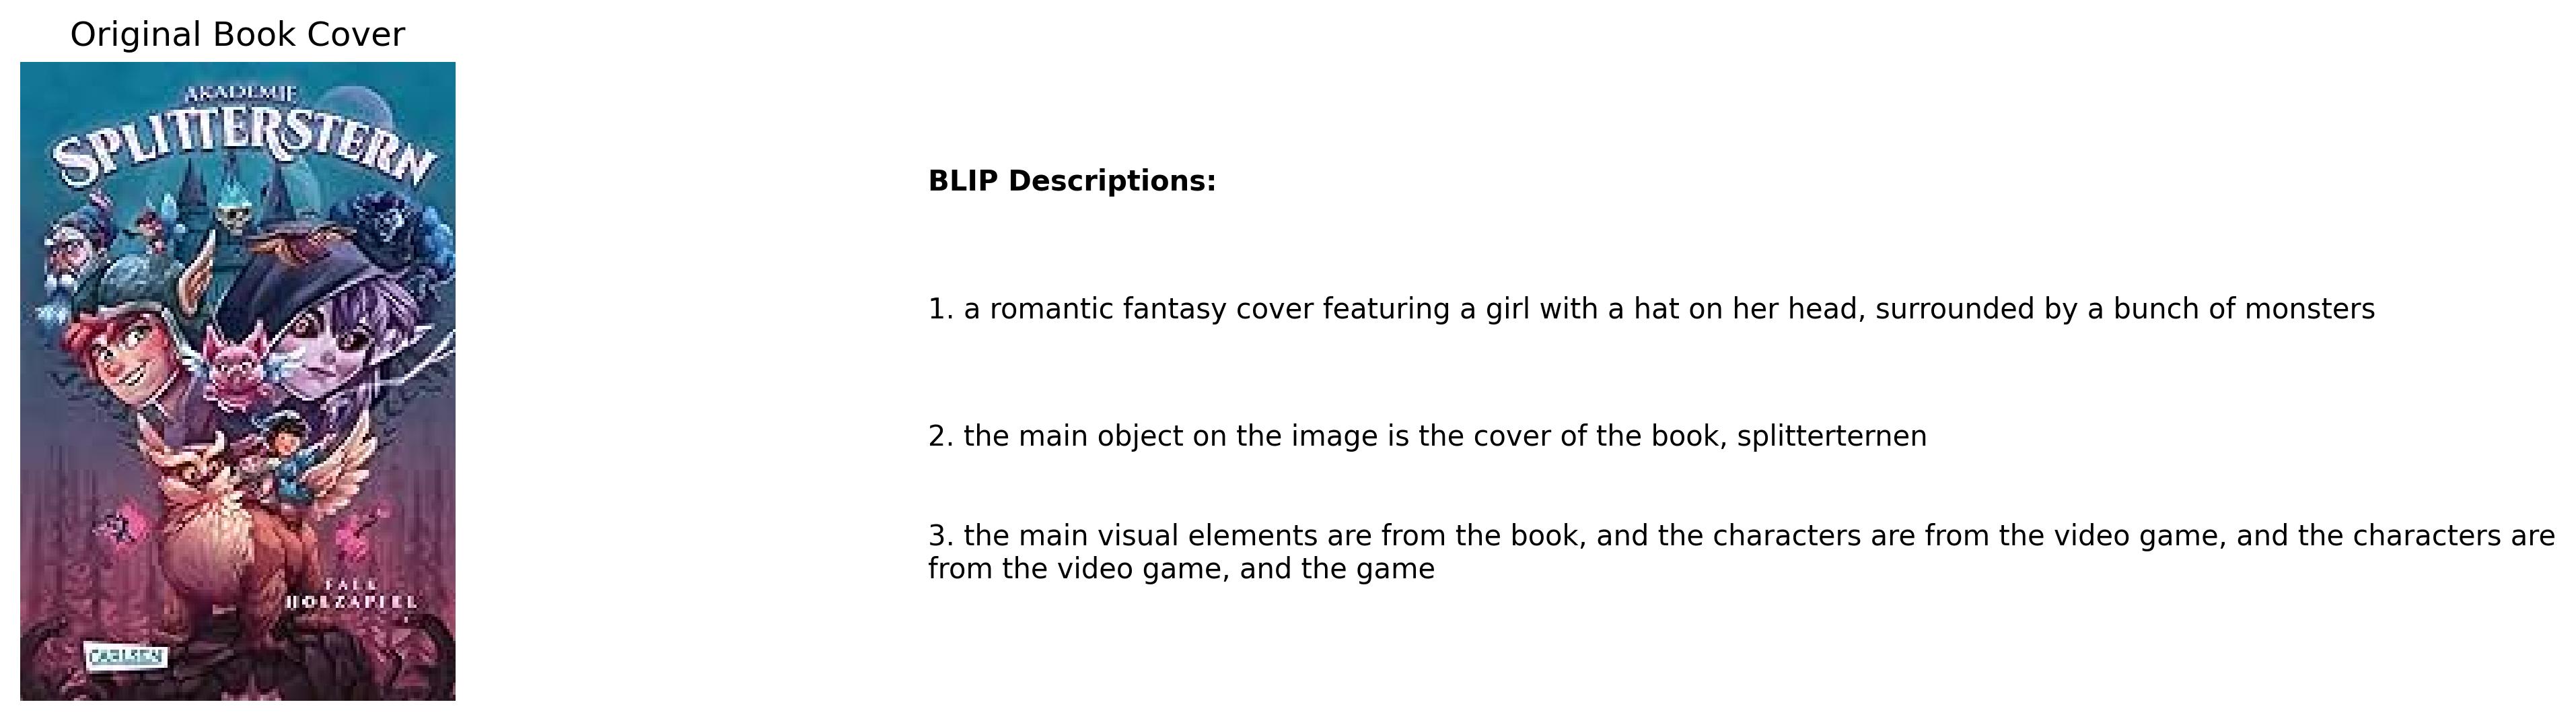 Original Book Cover
AKADEMIE
SPLITTERSTERN
FALK
HOLZAPFEL
CARLSEN
BLIP Descriptions:
1. a romantic fantasy cover featuring a girl with a hat on her head, surrounded by a bunch of monsters
2. the main object on the image is the cover of the book, splitterternen
3. the main visual elements are from the book, and the characters are from the video game, and the characters are
from the video game, and the game